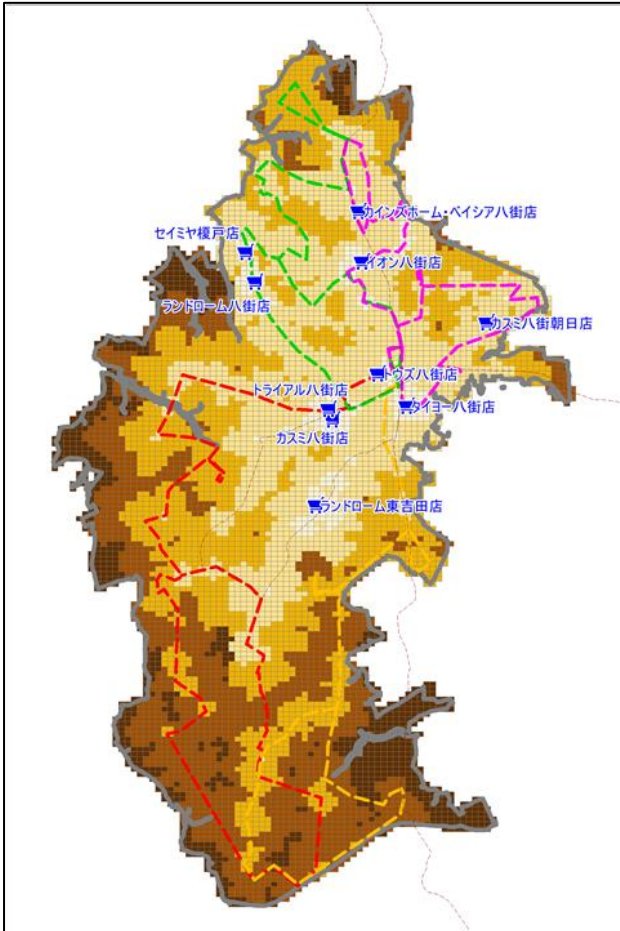 カインズホーム・ベイシア八街店
セイミヤ榎戸店
イオン八街店
ランドローム八街店
カスミ八街朝日店
トウズ八街店
トライアル八街店
タイヨー八街店
カスミ八街店
ランドローム東吉田店